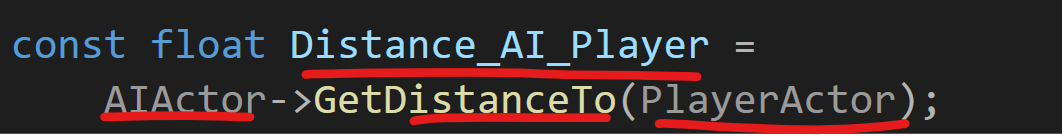 const float Distance_AI_Player =
AIActor->GetDistanceTo(PlayerActor);